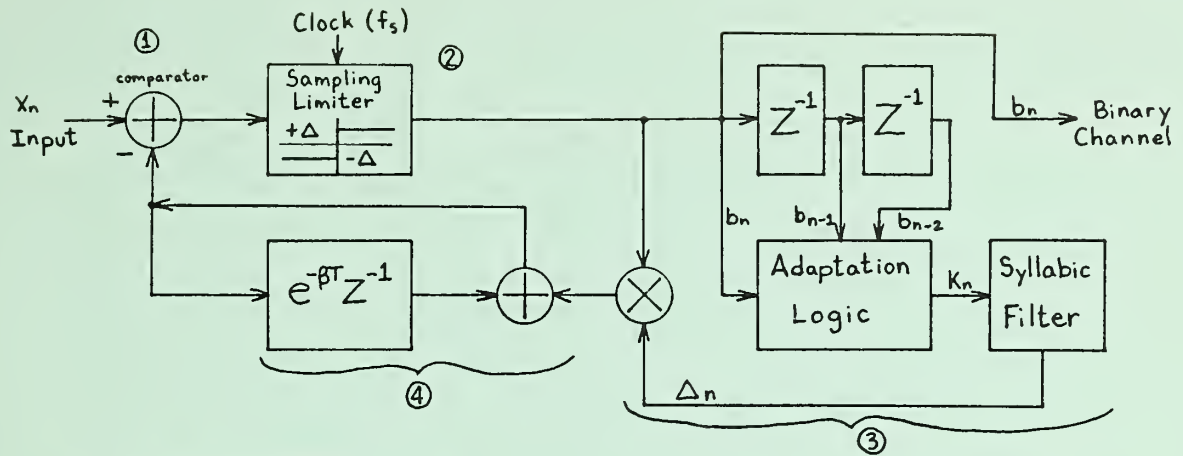 Clock (fs)
①
②
comparator
Sampling
Limiter
+Δ
-Δ
Xn
Input
+
-
Z⁻¹
Z⁻¹
bn
Binary
Channel
bn
bn-1
bn-2
e^-βT Z⁻¹
Adaptation
Logic
Kn
Syllabic
Filter
Δn
④
③